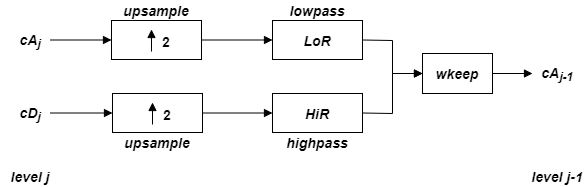 upsample lowpass
cAj ↑ 2 LoR
wkeep cAj-1
cDj ↑ 2 HiR
upsample highpass
level j level j-1